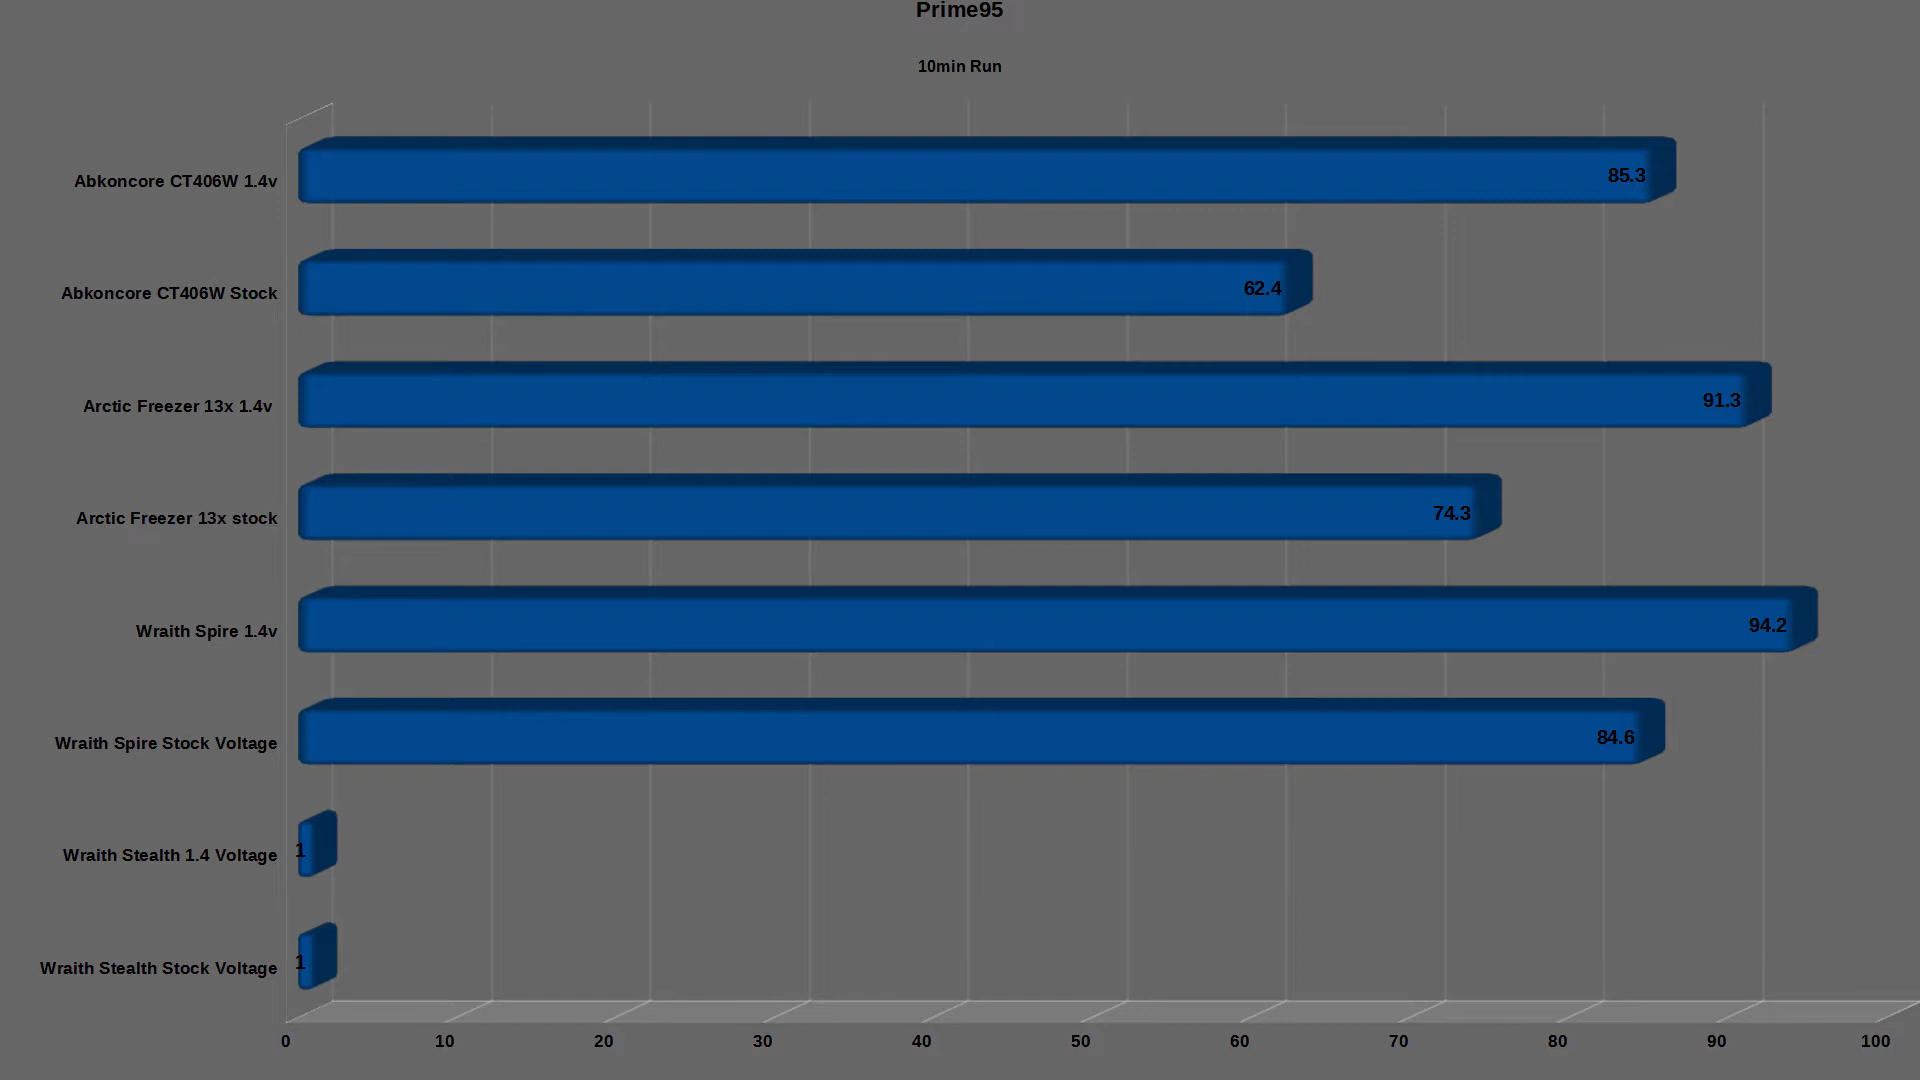 Prime95
10min Run
Abkoncore CT406W 1.4v
85.3
Abkoncore CT406W Stock
62.4
Arctic Freezer 13x 1.4v
91.3
Arctic Freezer 13x stock
74.3
Wraith Spire 1.4v
94.2
Wraith Spire Stock Voltage
84.6
Wraith Stealth 1.4 Voltage
1
Wraith Stealth Stock Voltage
1
0 10 20 30 40 50 60 70 80 90 100